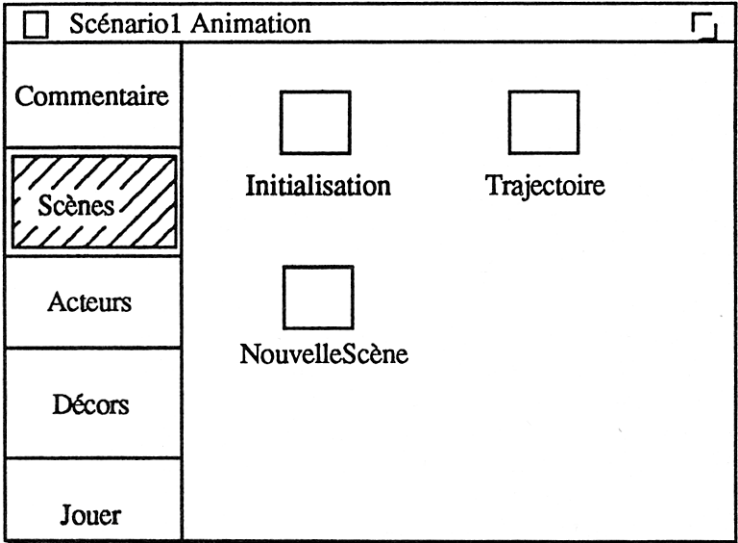 Scénario1 Animation
Commentaire
Scènes
Acteurs
Décors
Jouer
Initialisation
Trajectoire
NouvelleScène